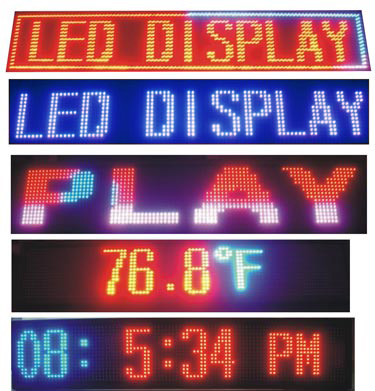 LED DISPLAY
LED DISPLAY
PLAY
76.8°F
08: 5:34 PM